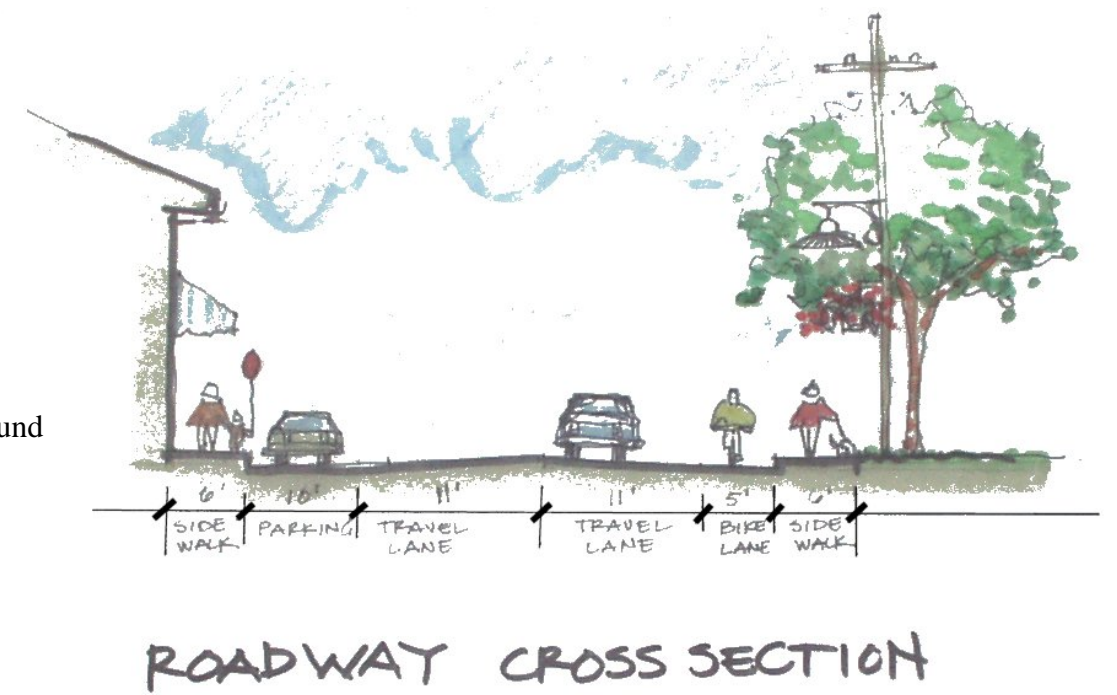 und
6' 10' 11' 11' 5' 6'
SIDE WALK PARKING TRAVEL LANE TRAVEL LANE BIKE LANE SIDE WALK
ROADWAY CROSS SECTION